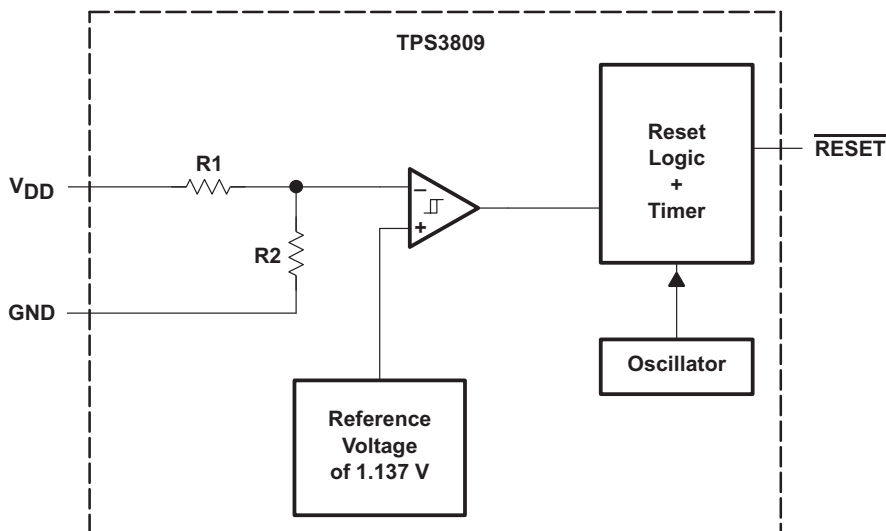 TPS3809
R1
VDD
R2
GND
−
+
Reset
Logic
+
Timer
RESET
Oscillator
Reference
Voltage
of 1.137 V